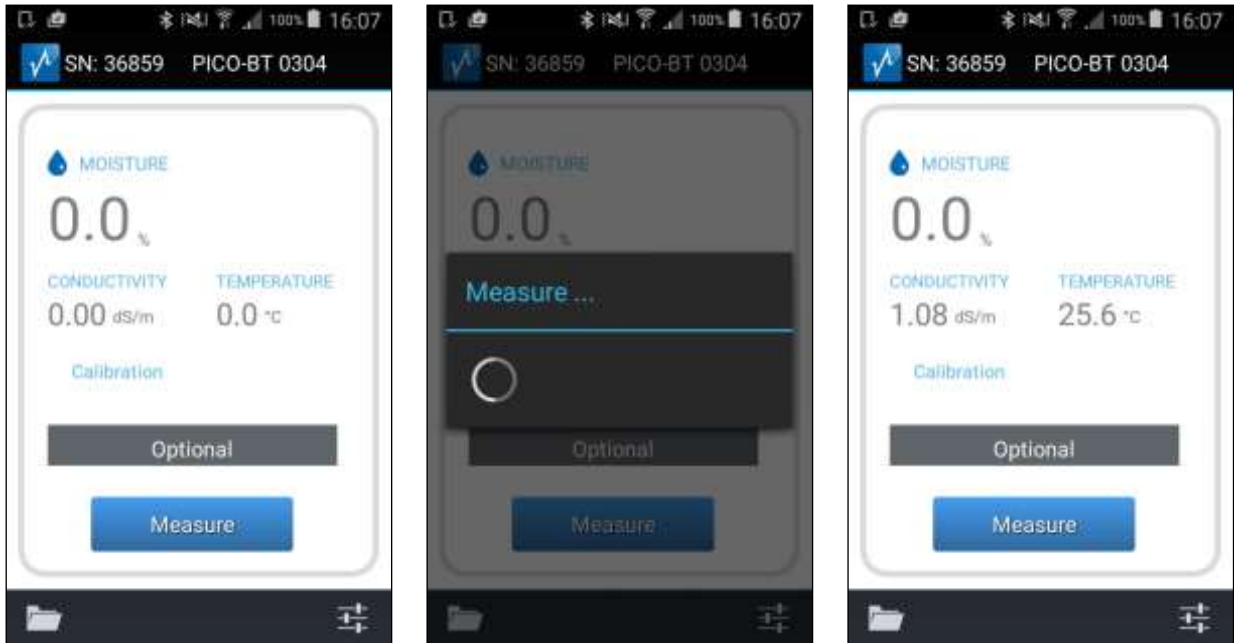 100% 16:07
SN: 36859 PICO-BT 0304
MOISTURE
0.0 %
CONDUCTIVITY TEMPERATURE
0.00 dS/m 0.0 °C
Calibration
Optional
Measure
100% 16:07
SN: 36859 PICO-BT 0304
MOISTURE
0.0 %
Measure ...
Optional
Measure
100% 16:07
SN: 36859 PICO-BT 0304
MOISTURE
0.0 %
CONDUCTIVITY TEMPERATURE
1.08 dS/m 25.6 °C
Calibration
Optional
Measure